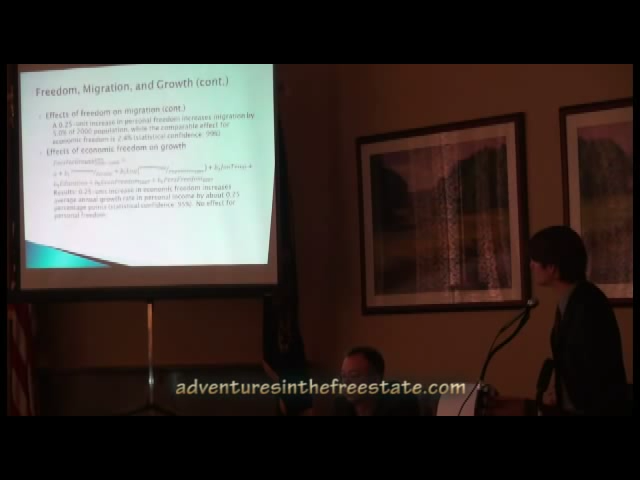 Freedom, Migration, and Growth (cont.)
Effects of freedom on migration (cont.)
A 0.25-unit increase in personal freedom increases migration by
5.0% of 2000 population, while the comparable effect for
economic freedom is 2.4% (statistical confidence: 99%)
Effects of economic freedom on growth
Results: 0.25-unit increase in economic freedom increases
average annual growth rate in personal income by about 0.25
percentage points (statistical confidence: 95%). No effect for
personal freedom.
adventuresinthefreestate.com